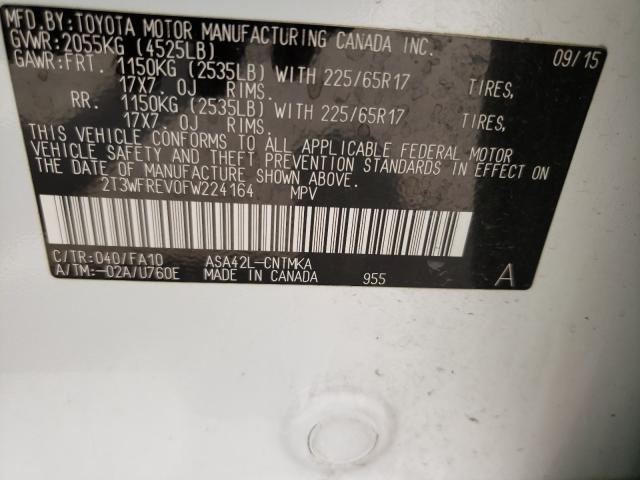 MFD.BY:TOYOTA MOTOR MANUFACTURING CANADA INC.
GVWR:2055KG (4525LB) 09/15
GAWR:FRT. 1150KG (2535LB) WITH 225/65R17 TIRES,
17X7.0J RIMS.
RR. 1150KG (2535LB) WITH 225/65R17 TIRES,
17X7.0J RIMS.
THIS VEHICLE CONFORMS TO ALL APPLICABLE FEDERAL MOTOR
VEHICLE SAFETY AND THEFT PREVENTION STANDARDS IN EFFECT ON
THE DATE OF MANUFACTURE SHOWN ABOVE.
2T3WFREV0FW224164 MPV
C/TR:040/FA10 ASA42L-CNTMKA
A/TM:-02A/U760E MADE IN CANADA 955 A